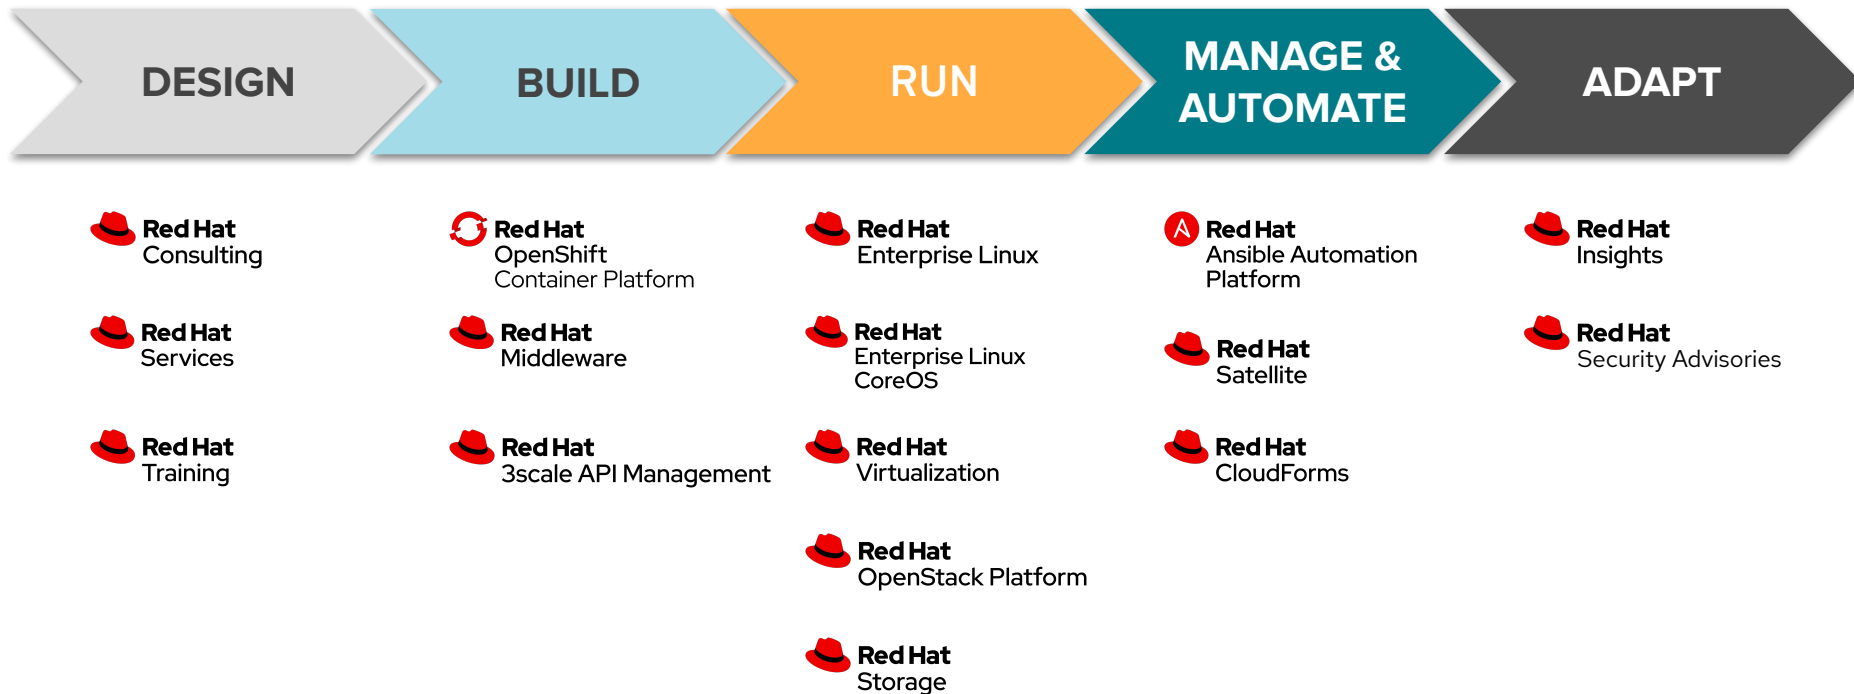 DESIGN
BUILD
RUN
MANAGE &
AUTOMATE
ADAPT
Red Hat
Consulting
Red Hat
Services
Red Hat
Training
Red Hat
OpenShift
Container Platform
Red Hat
Middleware
Red Hat
3scale API Management
Red Hat
Enterprise Linux
Red Hat
Enterprise Linux
CoreOS
Red Hat
Virtualization
Red Hat
OpenStack Platform
Red Hat
Storage
Red Hat
Ansible Automation
Platform
Red Hat
Satellite
Red Hat
CloudForms
Red Hat
Insights
Red Hat
Security Advisories